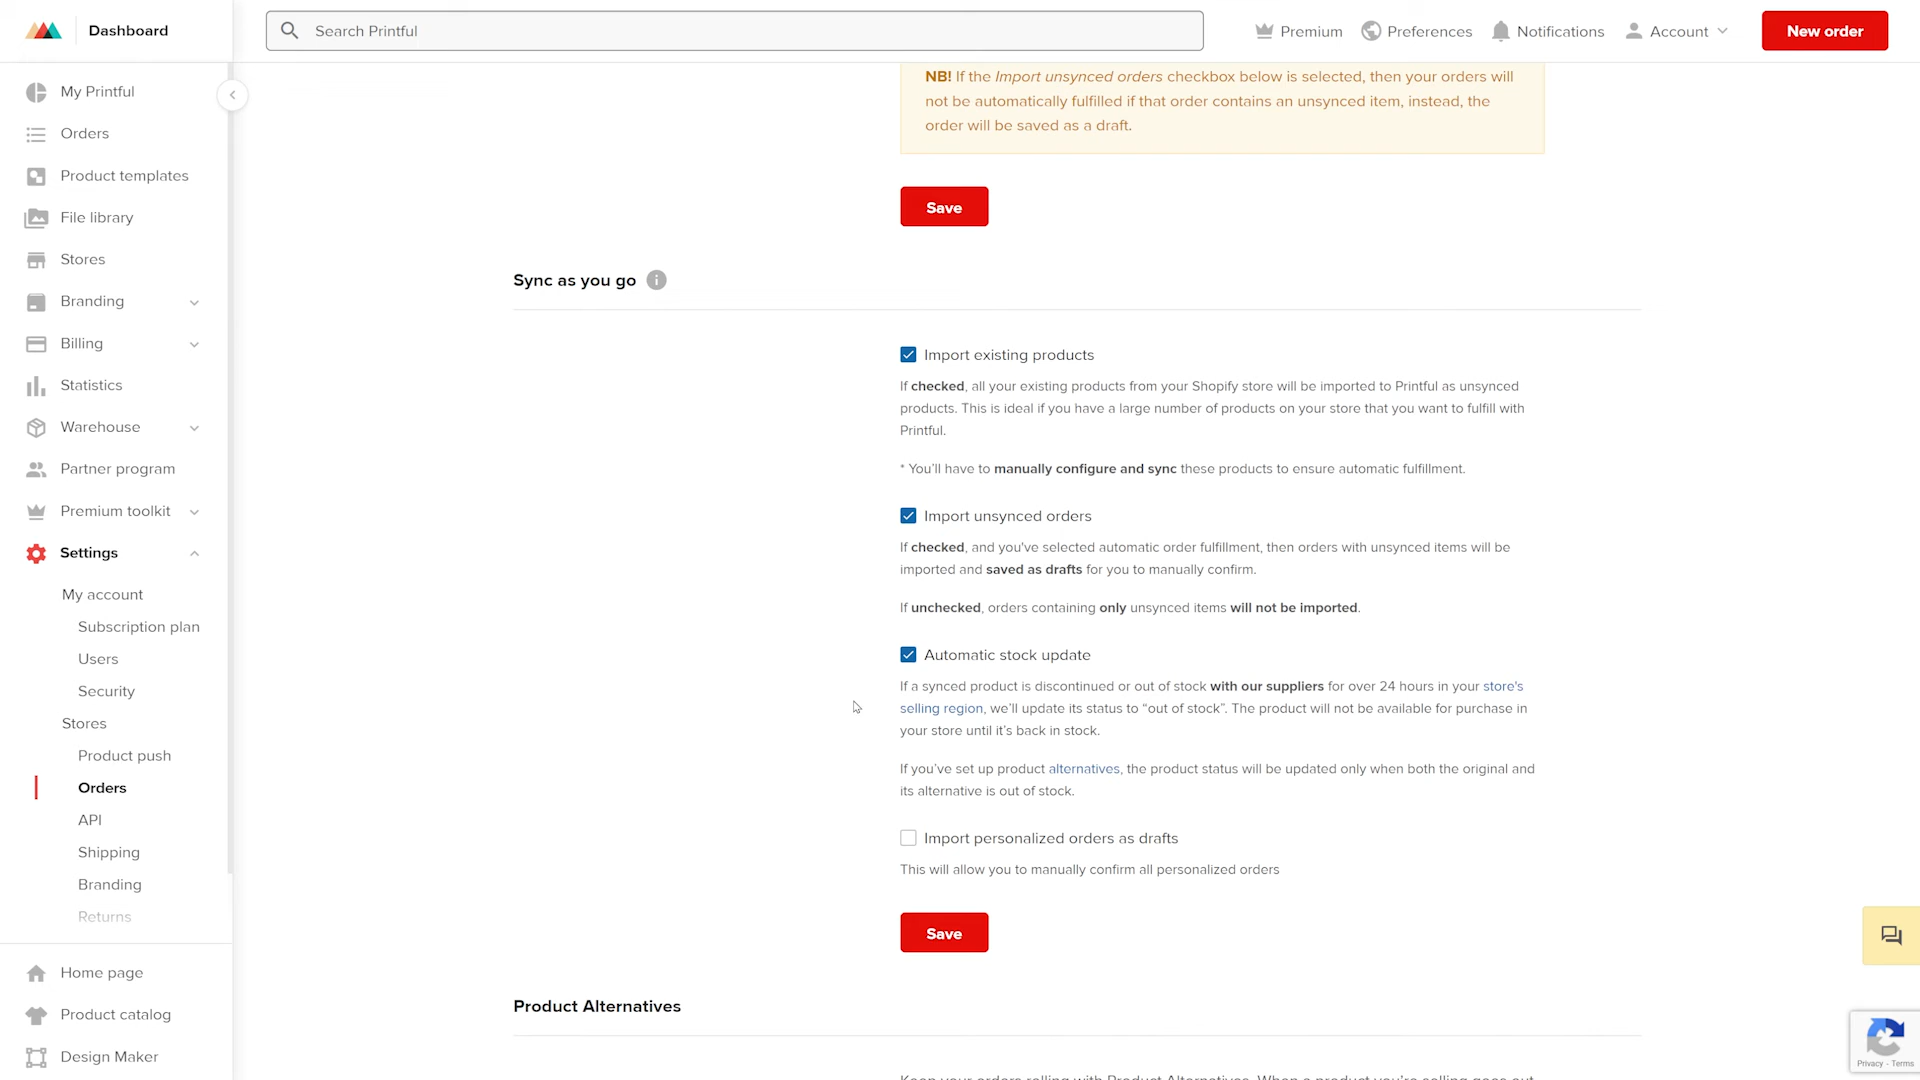 Dashboard
Search Printful
Premium
Preferences
Notifications
Account
New order
My Printful
Orders
Product templates
File library
Stores
Branding
Billing
Statistics
Warehouse
Partner program
Premium toolkit
Settings
My account
Subscription plan
Users
Security
Stores
Product push
Orders
API
Shipping
Branding
Returns
Home page
Product catalog
Design Maker
NB! If the Import unsynced orders checkbox below is selected, then your orders will
not be automatically fulfilled if that order contains an unsynced item, instead, the
order will be saved as a draft.
Save
Sync as you go
Import existing products
If checked, all your existing products from your Shopify store will be imported to Printful as unsynced
products. This is ideal if you have a large number of products on your store that you want to fulfill with
Printful.
* You'll have to manually configure and sync these products to ensure automatic fulfillment.
Import unsynced orders
If checked, and you've selected automatic order fulfillment, then orders with unsynced items will be
imported and saved as drafts for you to manually confirm.
If unchecked, orders containing only unsynced items will not be imported.
Automatic stock update
If a synced product is discontinued or out of stock with our suppliers for over 24 hours in your store's
selling region, we'll update its status to “out of stock”. The product will not be available for purchase in
your store until it's back in stock.
If you've set up product alternatives, the product status will be updated only when both the original and
its alternative is out of stock.
Import personalized orders as drafts
This will allow you to manually confirm all personalized orders
Save
Product Alternatives
Keep your orders rolling with Product Alternatives. When a product you're selling goes out
Privacy - Terms